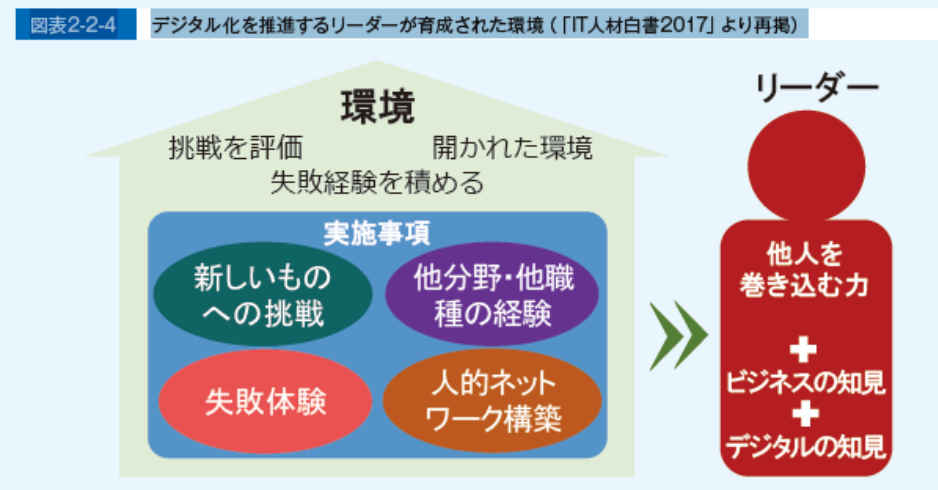 図表2-2-4 デジタル化を推進するリーダーが育成された環境(「IT人材白書2017」より再掲)
環境
挑戦を評価 開かれた環境
失敗経験を積める
実施事項
新しいもの
への挑戦
他分野・他職
種の経験
失敗体験
人的ネット
ワーク構築
リーダー
他人を
巻き込む力
+
ビジネスの知見
+
デジタルの知見